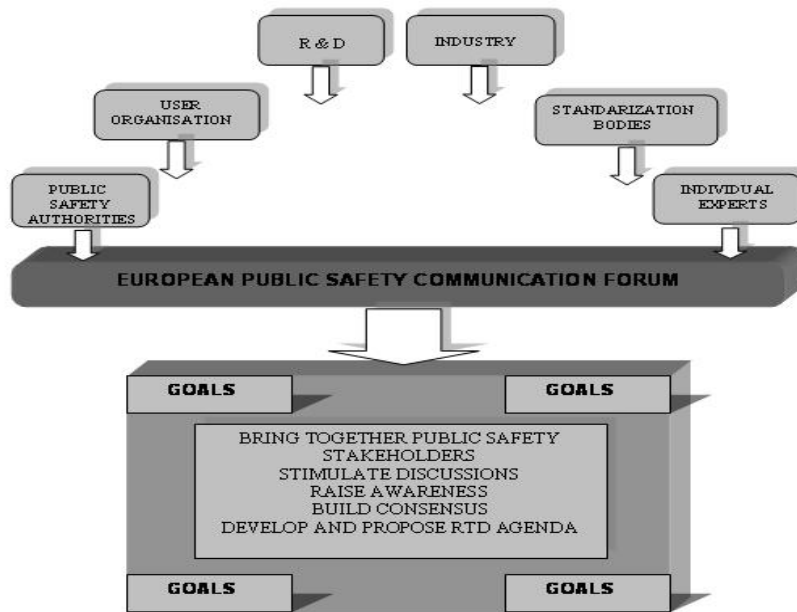 R & D
INDUSTRY
USER
ORGANISATION
STANDARIZATION
BODIES
PUBLIC
SAFETY
AUTHORITIES
INDIVIDUAL
EXPERTS
EUROPEAN PUBLIC SAFETY COMMUNICATION FORUM
GOALS
GOALS
BRING TOGETHER PUBLIC SAFETY
STAKEHOLDERS
STIMULATE DISCUSSIONS
RAISE AWARENESS
BUILD CONSENSUS
DEVELOP AND PROPOSE RTD AGENDA
GOALS
GOALS